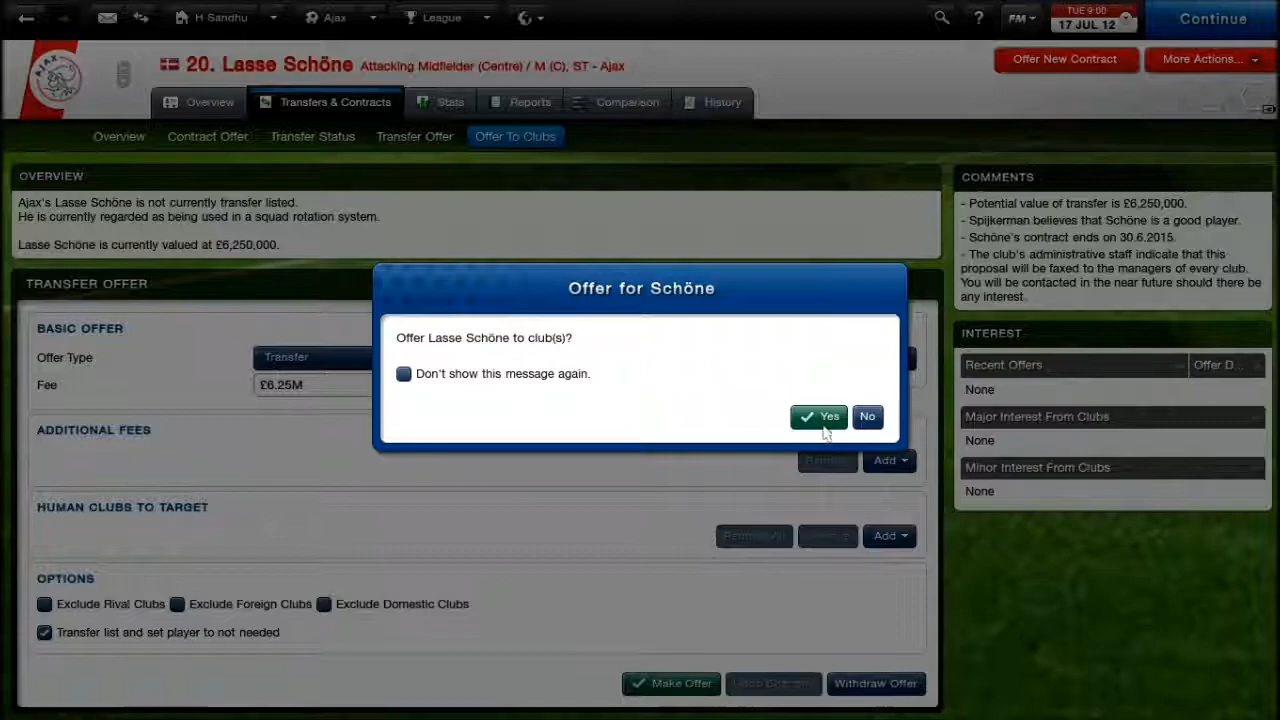 H Sandhu
Ajax
League
?
FM
TUE 9:00
17 JUL 12
Continue
AJAX
20. Lasse Schöne Attacking Midfielder (Centre) / M (C), ST - Ajax
Offer New Contract
More Actions...
Overview
Transfers & Contracts
Stats
Reports
Comparison
History
Overview
Contract Offer
Transfer Status
Transfer Offer
Offer To Clubs
OVERVIEW
Ajax's Lasse Schöne is not currently transfer listed.
He is currently regarded as being used in a squad rotation system.
Lasse Schöne is currently valued at £6,250,000.
COMMENTS
- Potential value of transfer is £6,250,000.
- Spijkerman believes that Schöne is a good player.
- Schöne's contract ends on 30.6.2015.
- The club's administrative staff indicate that this
proposal will be faxed to the managers of every club.
You will be contacted in the near future should there be
any interest.
TRANSFER OFFER
BASIC OFFER
Offer Type
Transfer
Fee
£6.25M
Offer for Schöne
Offer Lasse Schöne to club(s)?
Don't show this message again.
Yes
No
INTEREST
Recent Offers
Offer D...
None
Major Interest From Clubs
None
Minor Interest From Clubs
None
ADDITIONAL FEES
Remove
Add
HUMAN CLUBS TO TARGET
Remove All
Add
OPTIONS
Exclude Rival Clubs
Exclude Foreign Clubs
Exclude Domestic Clubs
Transfer list and set player to not needed
Make Offer
Withdraw Offer